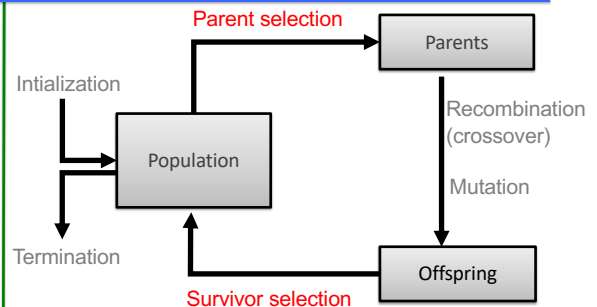 Parent selection
Parents
Intialization
Recombination
(crossover)
Population
Mutation
Termination
Offspring
Survivor selection